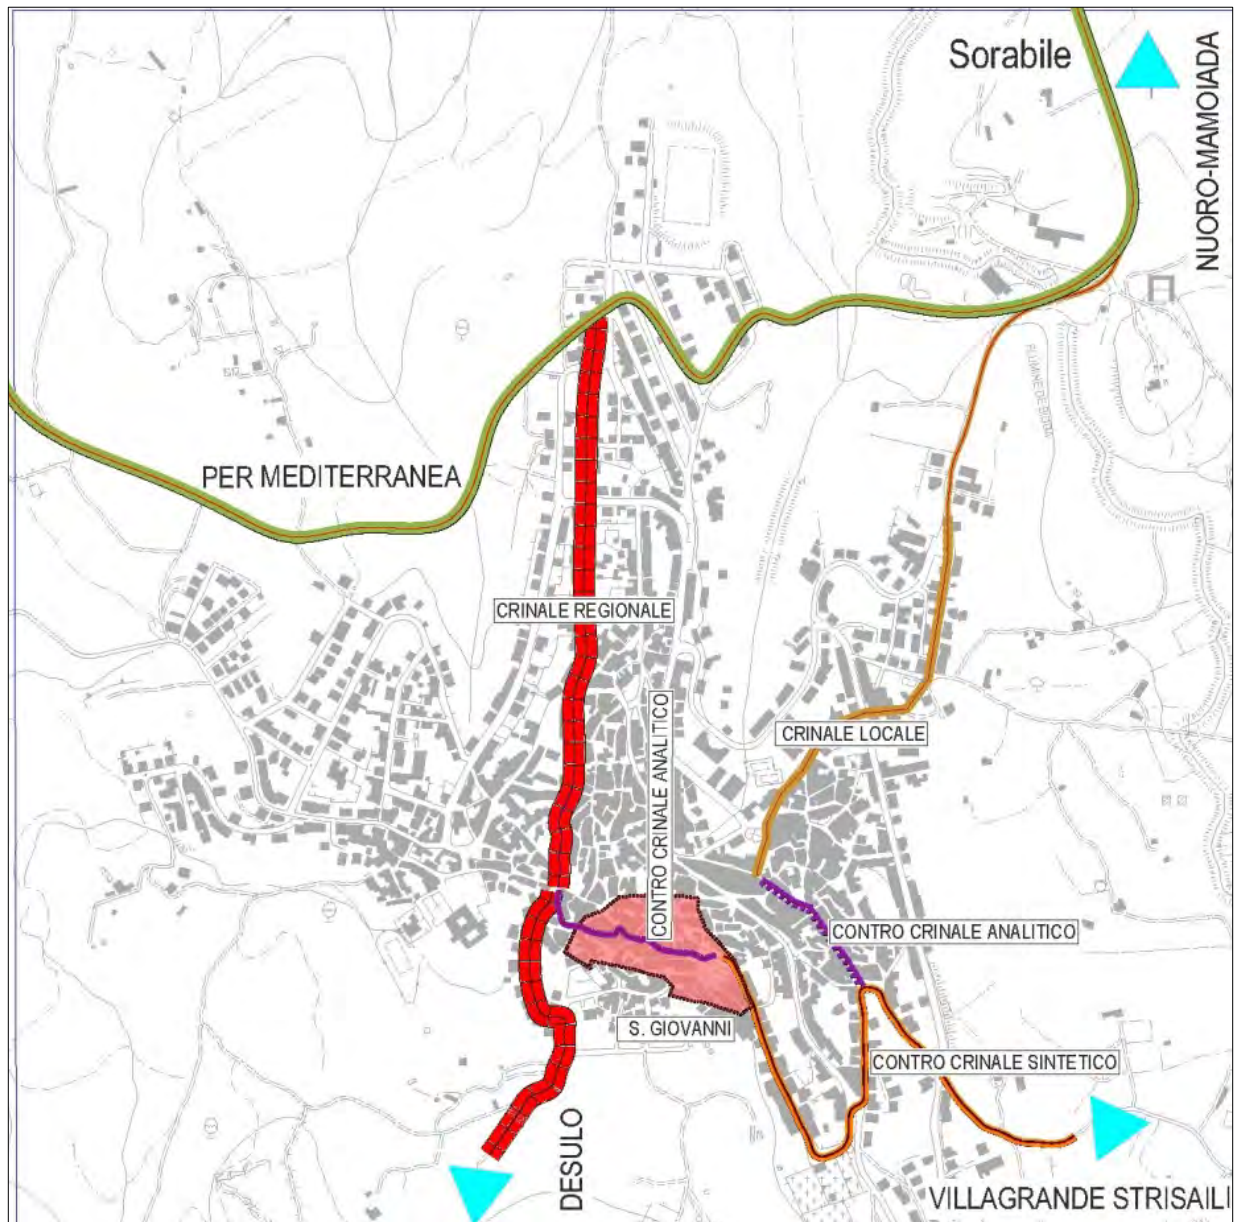 Sorabile
NUORO-MAMOIADA
PER MEDITERRANEA
CRINALE REGIONALE
CONTRO CRINALE ANALITICO
CRINALE LOCALE
CONTRO CRINALE ANALITICO
S. GIOVANNI
CONTRO CRINALE SINTETICO
DESULO
VILLAGRANDE STRISAILI